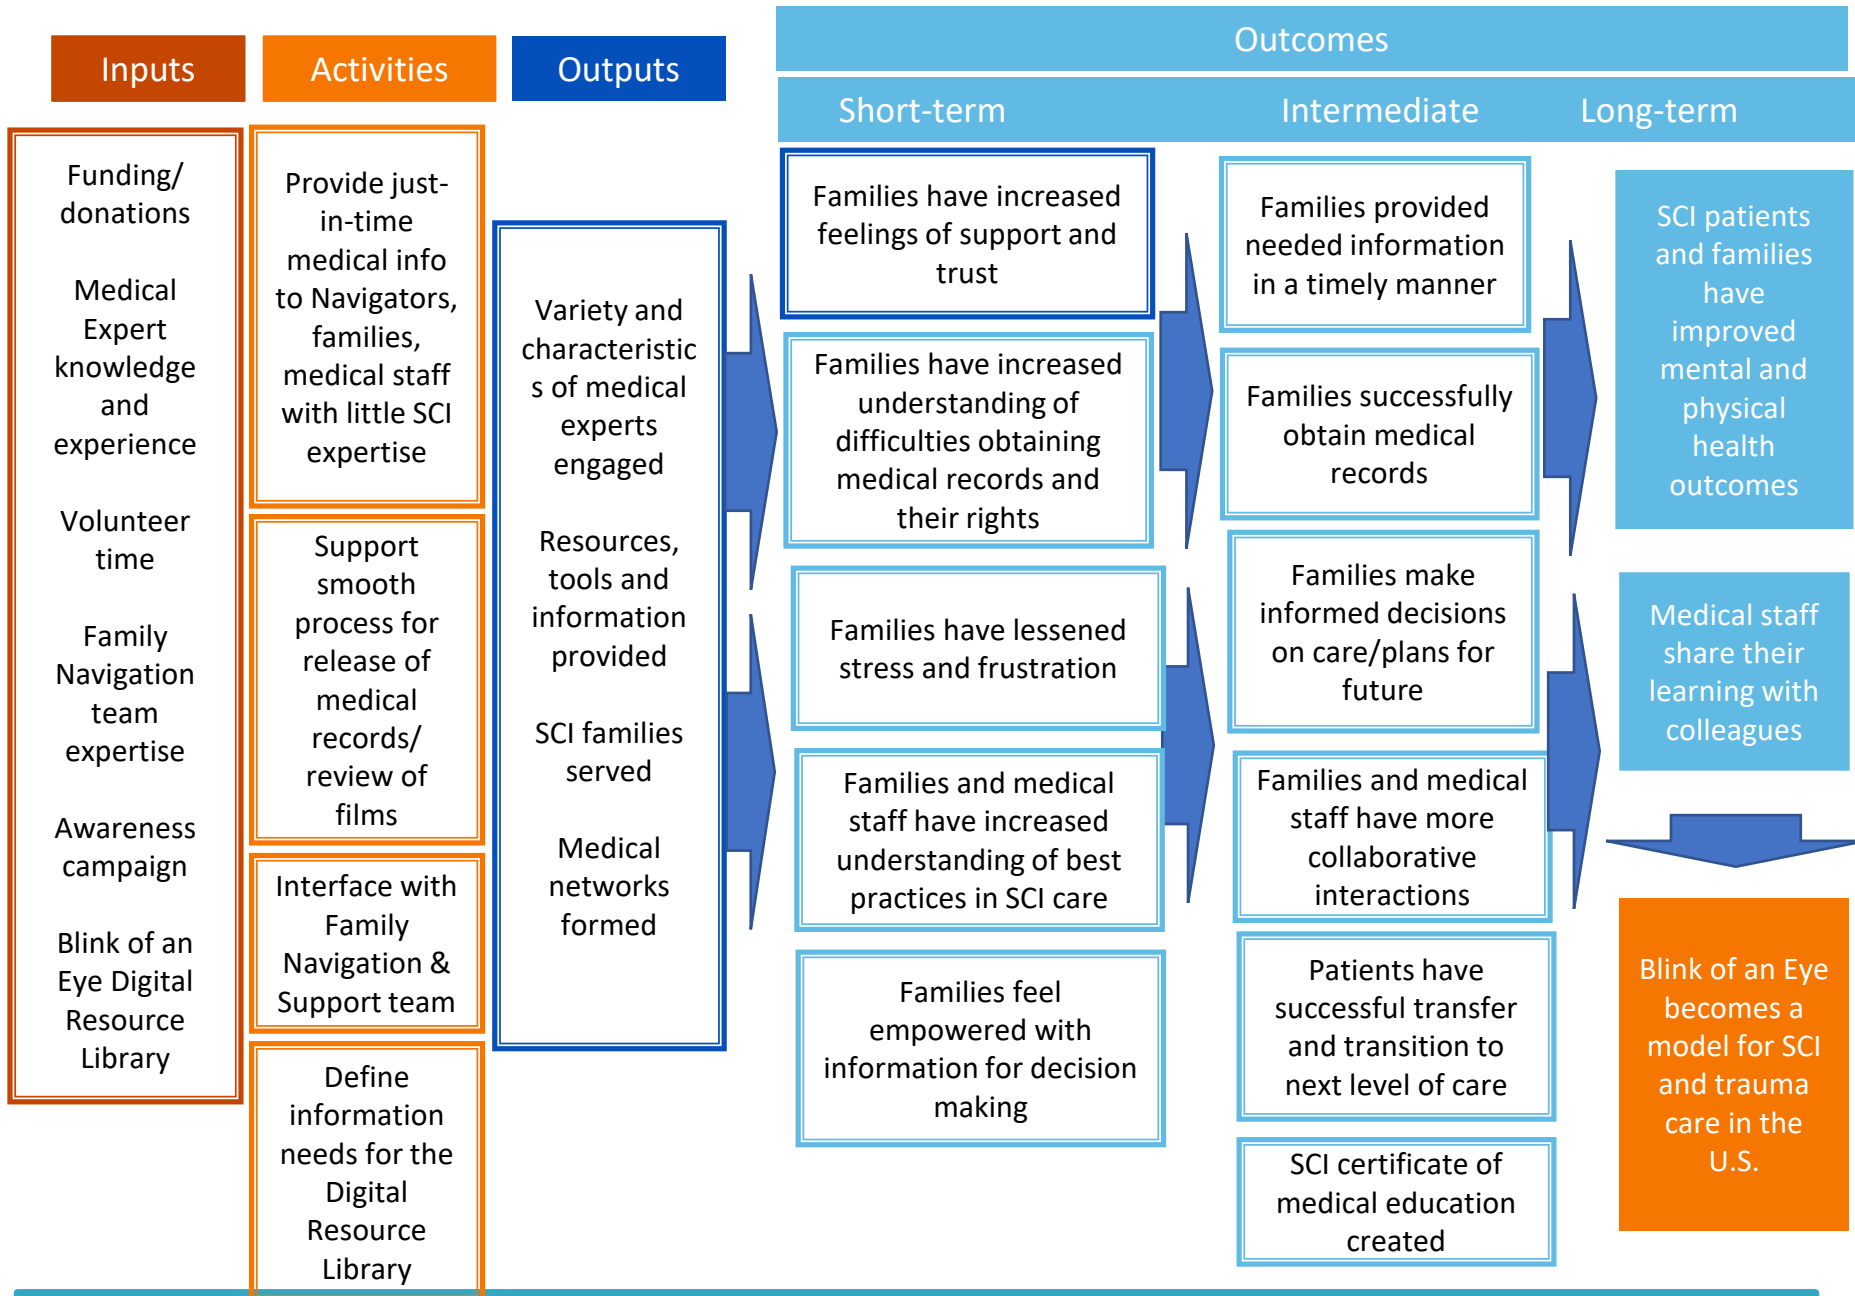 Inputs
Activities
Outputs
Outcomes
Short-term
Intermediate
Long-term
Funding/
donations
Medical
Expert
knowledge
and
experience
Volunteer
time
Family
Navigation
team
expertise
Awareness
campaign
Blink of an
Eye Digital
Resource
Library
Provide just-
in-time
medical info
to Navigators,
families,
medical staff
with little SCI
expertise
Support
smooth
process for
release of
medical
records/
review of
films
Interface with
Family
Navigation &
Support team
Define
information
needs for the
Digital
Resource
Library
Variety and
characteristic
s of medical
experts
engaged
Resources,
tools and
information
provided
SCI families
served
Medical
networks
formed
Families have increased
feelings of support and
trust
Families have increased
understanding of
difficulties obtaining
medical records and
their rights
Families have lessened
stress and frustration
Families and medical
staff have increased
understanding of best
practices in SCI care
Families feel
empowered with
information for decision
making
Families provided
needed information
in a timely manner
Families successfully
obtain medical
records
Families make
informed decisions
on care/plans for
future
Families and medical
staff have more
collaborative
interactions
Patients have
successful transfer
and transition to
next level of care
SCI certificate of
medical education
created
SCI patients
and families
have
improved
mental and
physical
health
outcomes
Medical staff
share their
learning with
colleagues
Blink of an Eye
becomes a
model for SCI
and trauma
care in the
U.S.